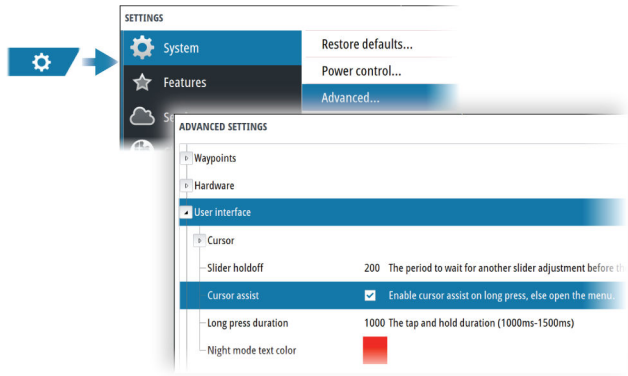 SETTINGS
System
Restore defaults...
Power control...
Features
Advanced...
ADVANCED SETTINGS
Waypoints
Hardware
User interface
Cursor
Slider holdoff 200 The period to wait for another slider adjustment before
Cursor assist Enable cursor assist on long press, else open the menu.
Long press duration 1000 The tap and hold duration (1000ms-1500ms)
Night mode text color